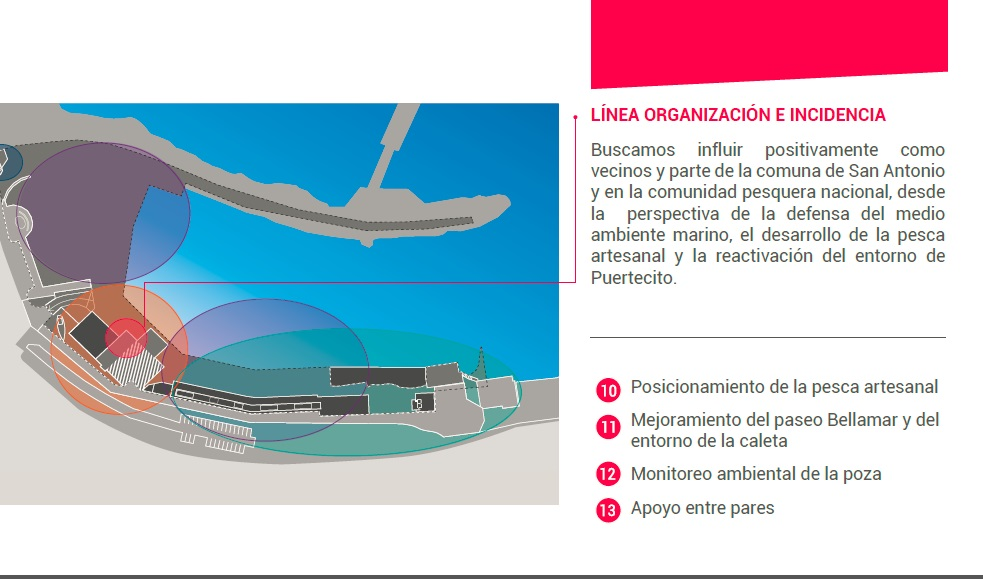 LÍNEA ORGANIZACIÓN E INCIDENCIA
Buscamos influir positivamente como
vecinos y parte de la comuna de San Antonio
y en la comunidad pesquera nacional, desde
la perspectiva de la defensa del medio
ambiente marino, el desarrollo de la pesca
artesanal y la reactivación del entorno de
Puertecito.
10 Posicionamiento de la pesca artesanal
11 Mejoramiento del paseo Bellamar y del
entorno de la caleta
12 Monitoreo ambiental de la poza
13 Apoyo entre pares